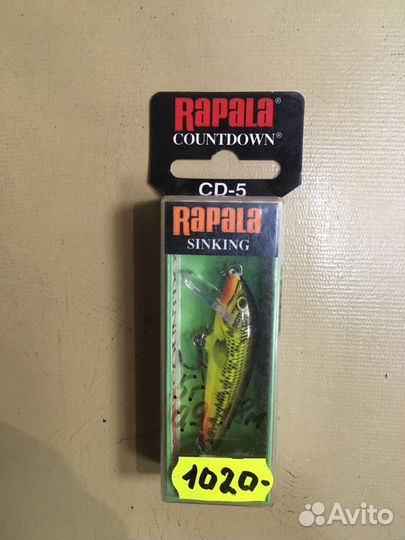 RAPALA®
COUNTDOWN®
CD-5
RAPALA®
SINKING
1020-
Avito